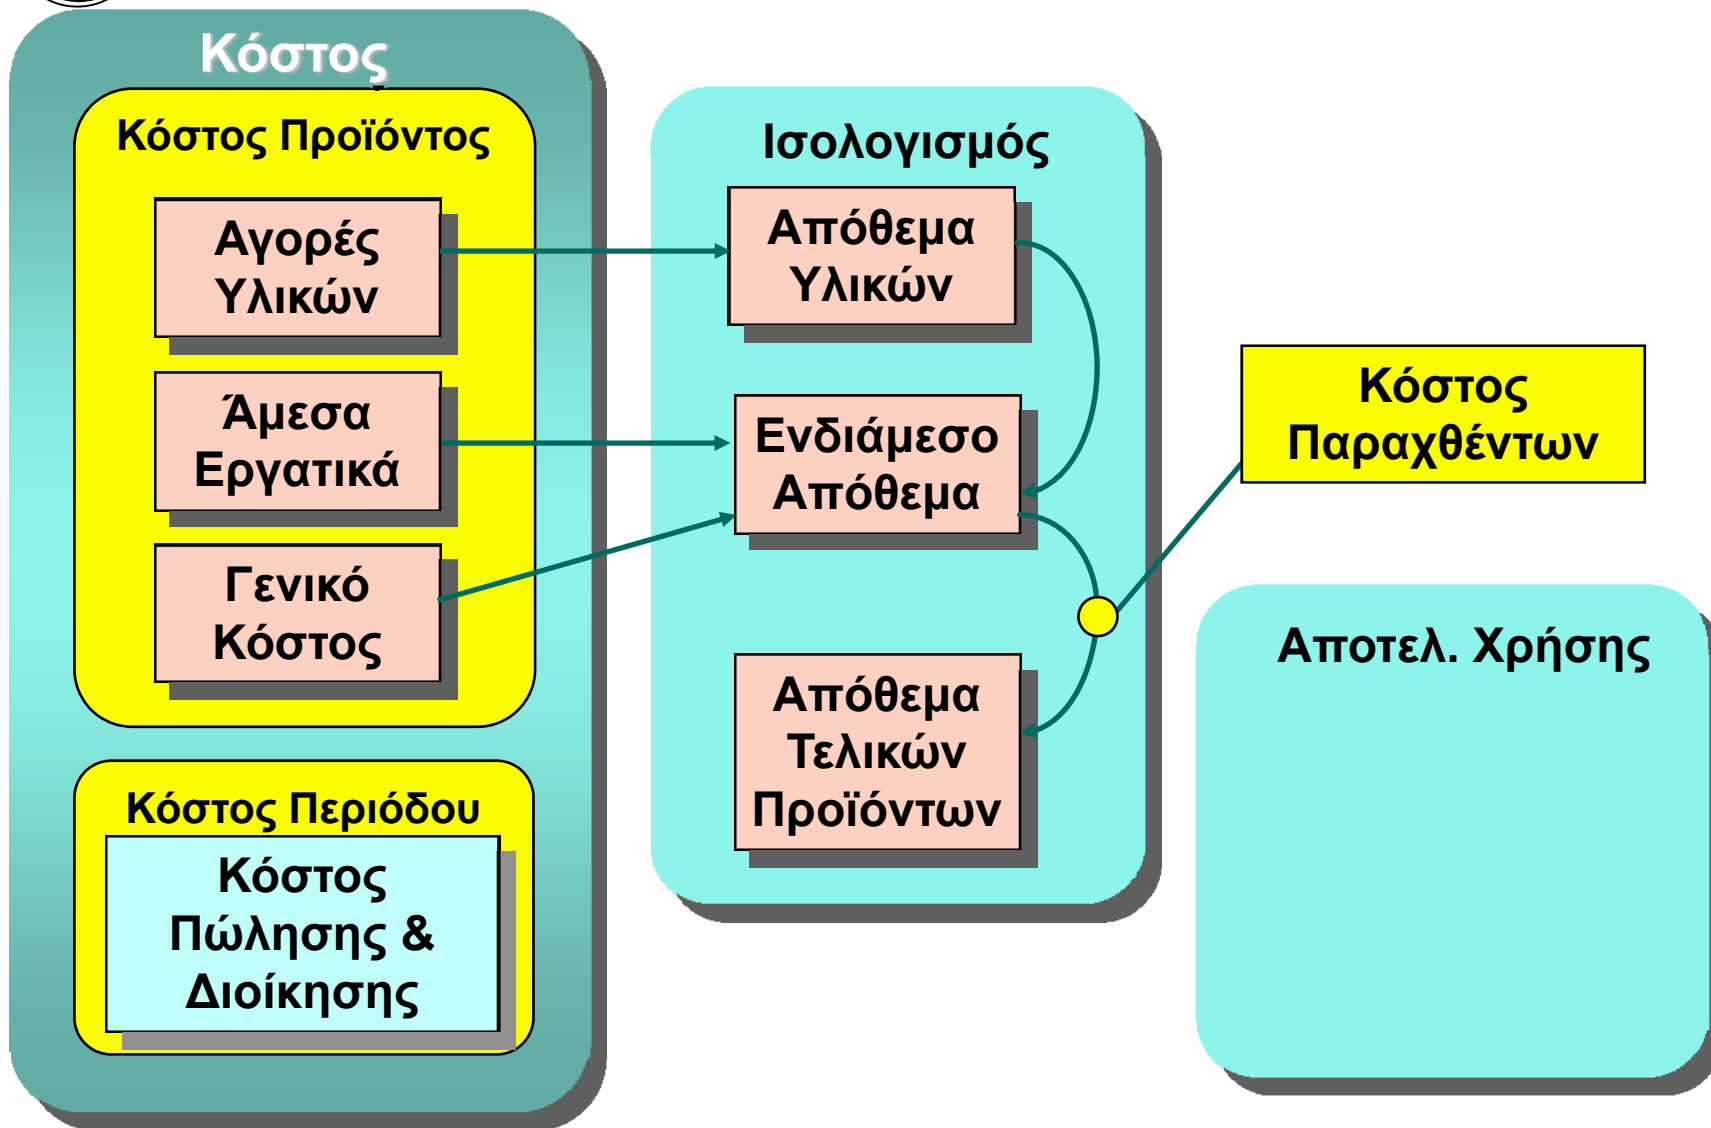 Κόστος
Κόστος Προϊόντος
Αγορές
Υλικών
Άμεσα
Εργατικά
Γενικό
Κόστος
Κόστος Περιόδου
Κόστος
Πώλησης &
Διοίκησης
Ισολογισμός
Απόθεμα
Υλικών
Ενδιάμεσο
Απόθεμα
Απόθεμα
Τελικών
Προϊόντων
Κόστος
Παραχθέντων
Αποτελ. Χρήσης